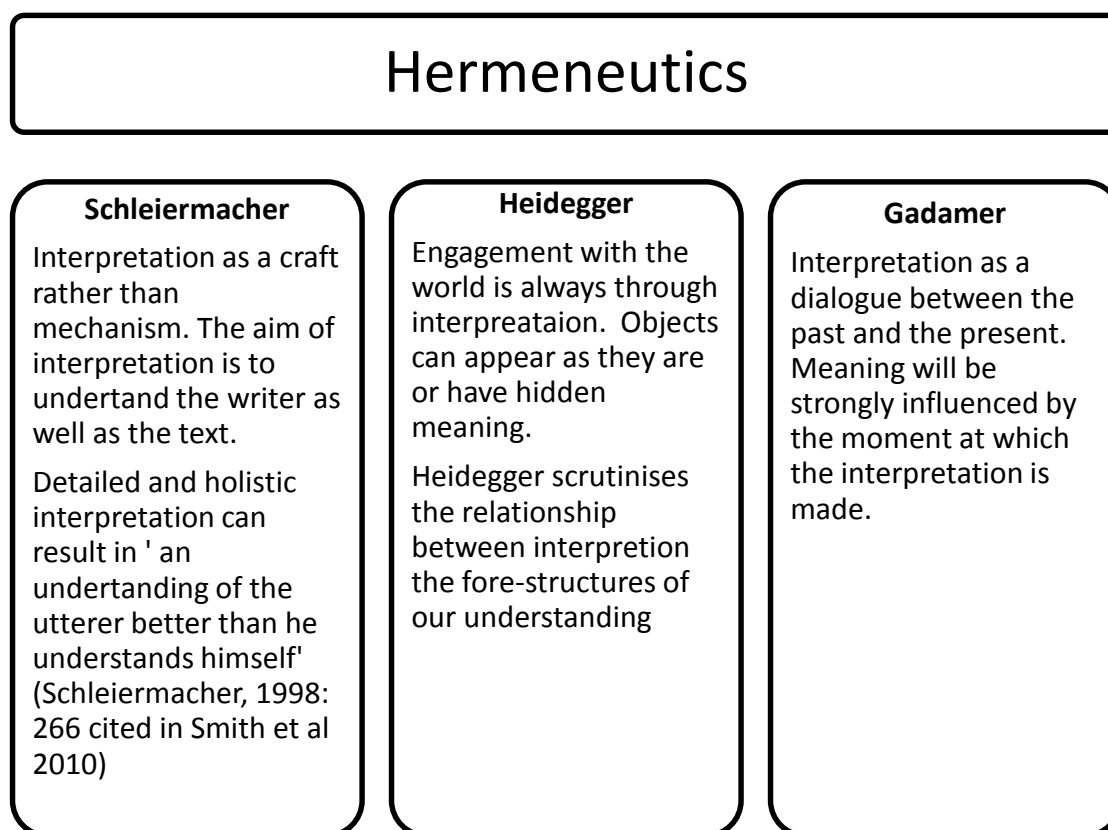 Hermeneutics
Schleiermacher
Interpretation as a craft
rather than
mechanism. The aim of
interpretation is to
undertand the writer as
well as the text.
Detailed and holistic
interpretation can
result in ' an
undertanding of the
utterer better than he
understands himself'
(Schleiermacher, 1998:
266 cited in Smith et al
2010)
Heidegger
Engagement with the
world is always through
interpreataion.  Objects
can appear as they are
or have hidden
meaning.
Heidegger scrutinises
the relationship
between interpretion
the fore-structures of
our understanding
Gadamer
Interpretation as a
dialogue between the
past and the present.
Meaning will be
strongly influenced by
the moment at which
the interpretation is
made.